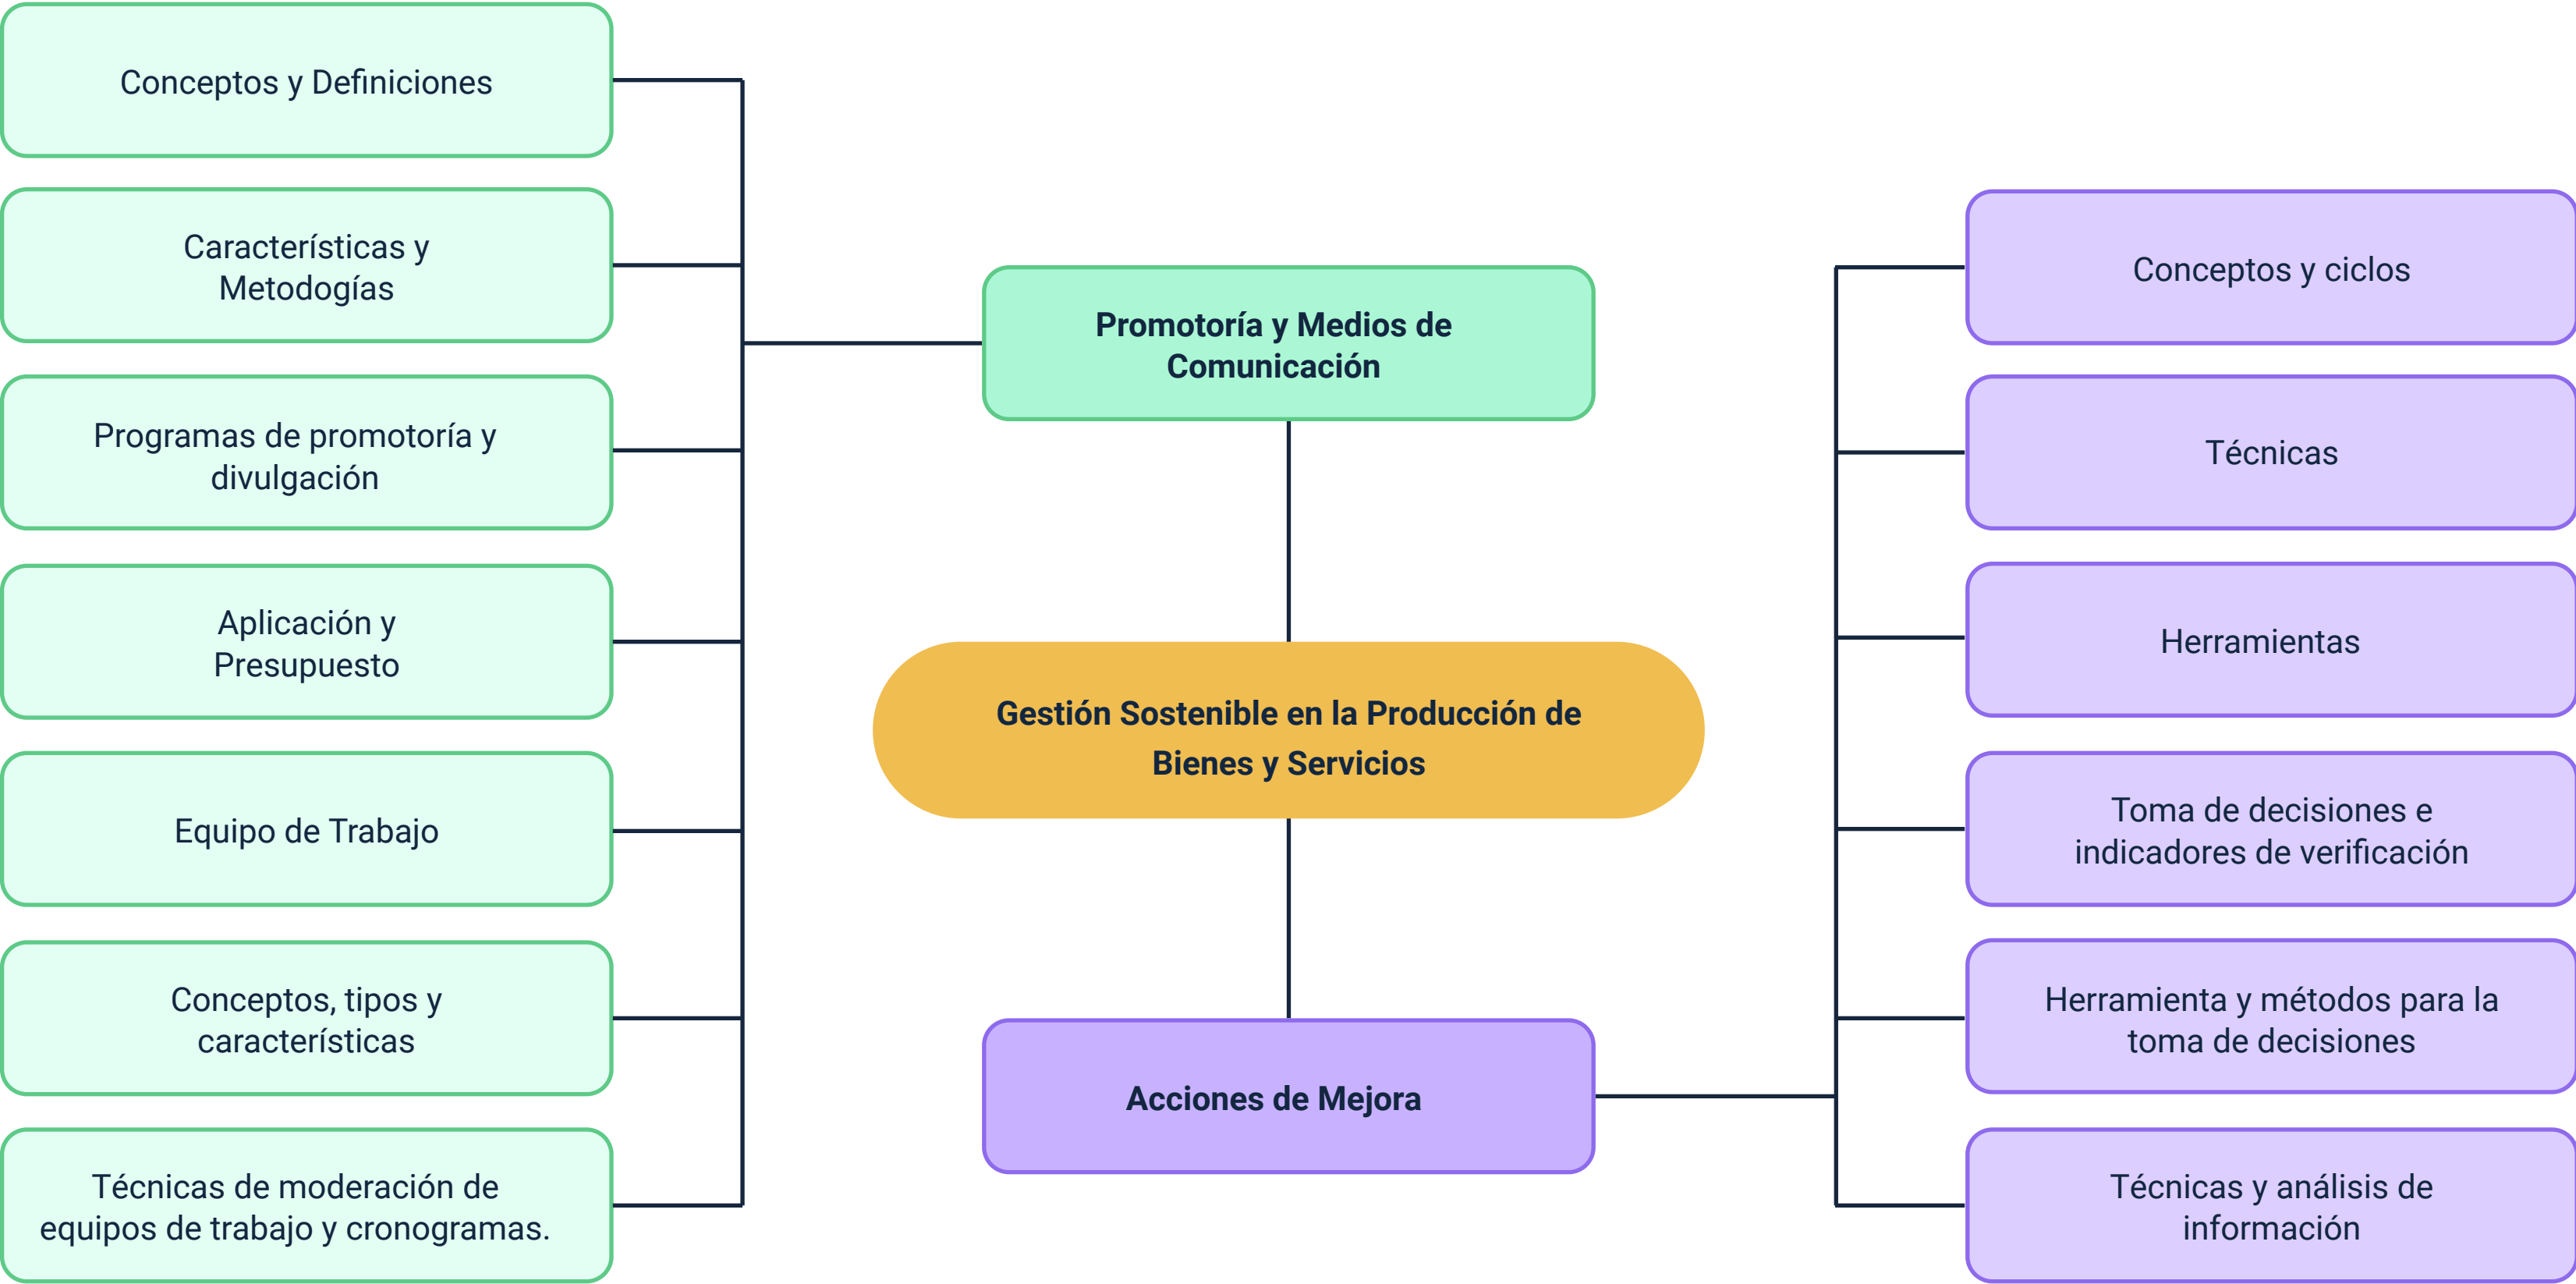 Conceptos y Definiciones
Características y
Metodogías
Programas de promotoría y
divulgación
Aplicación y
Presupuesto
Equipo de Trabajo
Conceptos, tipos y
características
Técnicas de moderación de
equipos de trabajo y cronogramas.
Promotoría y Medios de
Comunicación
Gestión Sostenible en la Producción de
Bienes y Servicios
Acciones de Mejora
Conceptos y ciclos
Técnicas
Herramientas
Toma de decisiones e
indicadores de verificación
Herramienta y métodos para la
toma de decisiones
Técnicas y análisis de
información